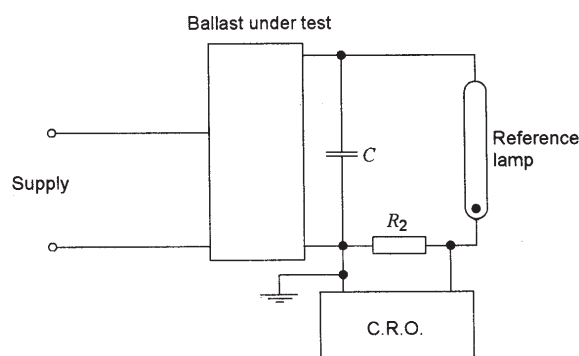 Ballast under test
Supply
C
Reference
lamp
R2
C.R.O.